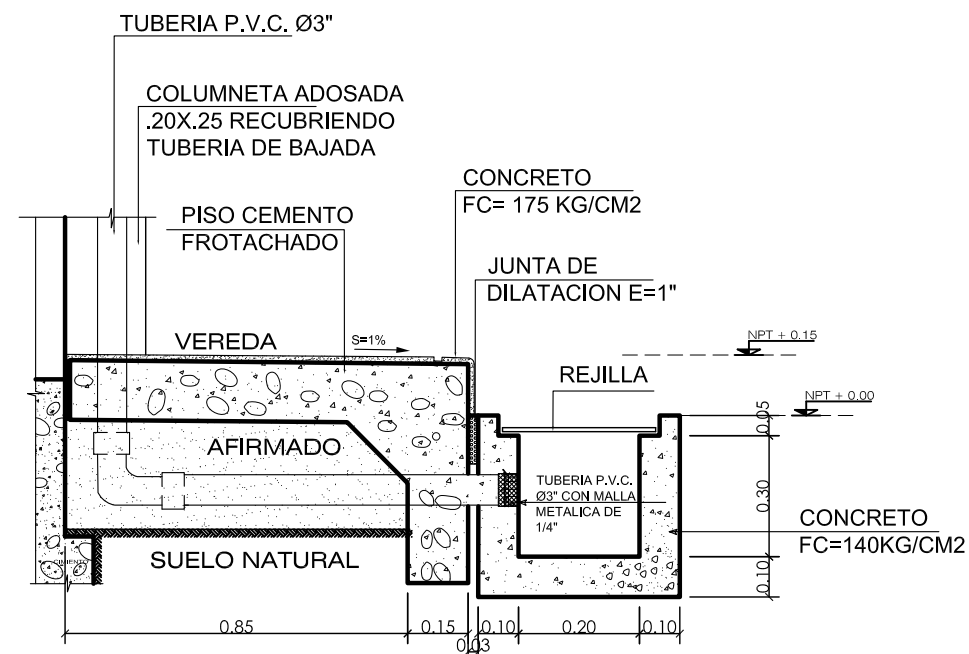 TUBERIA P.V.C. Ø3"
COLUMNETA ADOSADA
.20X.25 RECUBRIENDO
TUBERIA DE BAJADA
CONCRETO
FC= 175 KG/CM2
PISO CEMENTO
FROTACHADO
JUNTA DE
DILATACION E=1"
VEREDA
S=1%
NPT + 0.15
REJILLA
NPT + 0.00
0.05
AFIRMADO
TUBERIA P.V.C.
Ø3" CON MALLA
METALICA DE
1/4"
0.30
CONCRETO
FC=140KG/CM2
SUELO NATURAL
CIMIENTO
0.10
0.85
0.15
0.03
0.10
0.20
0.10